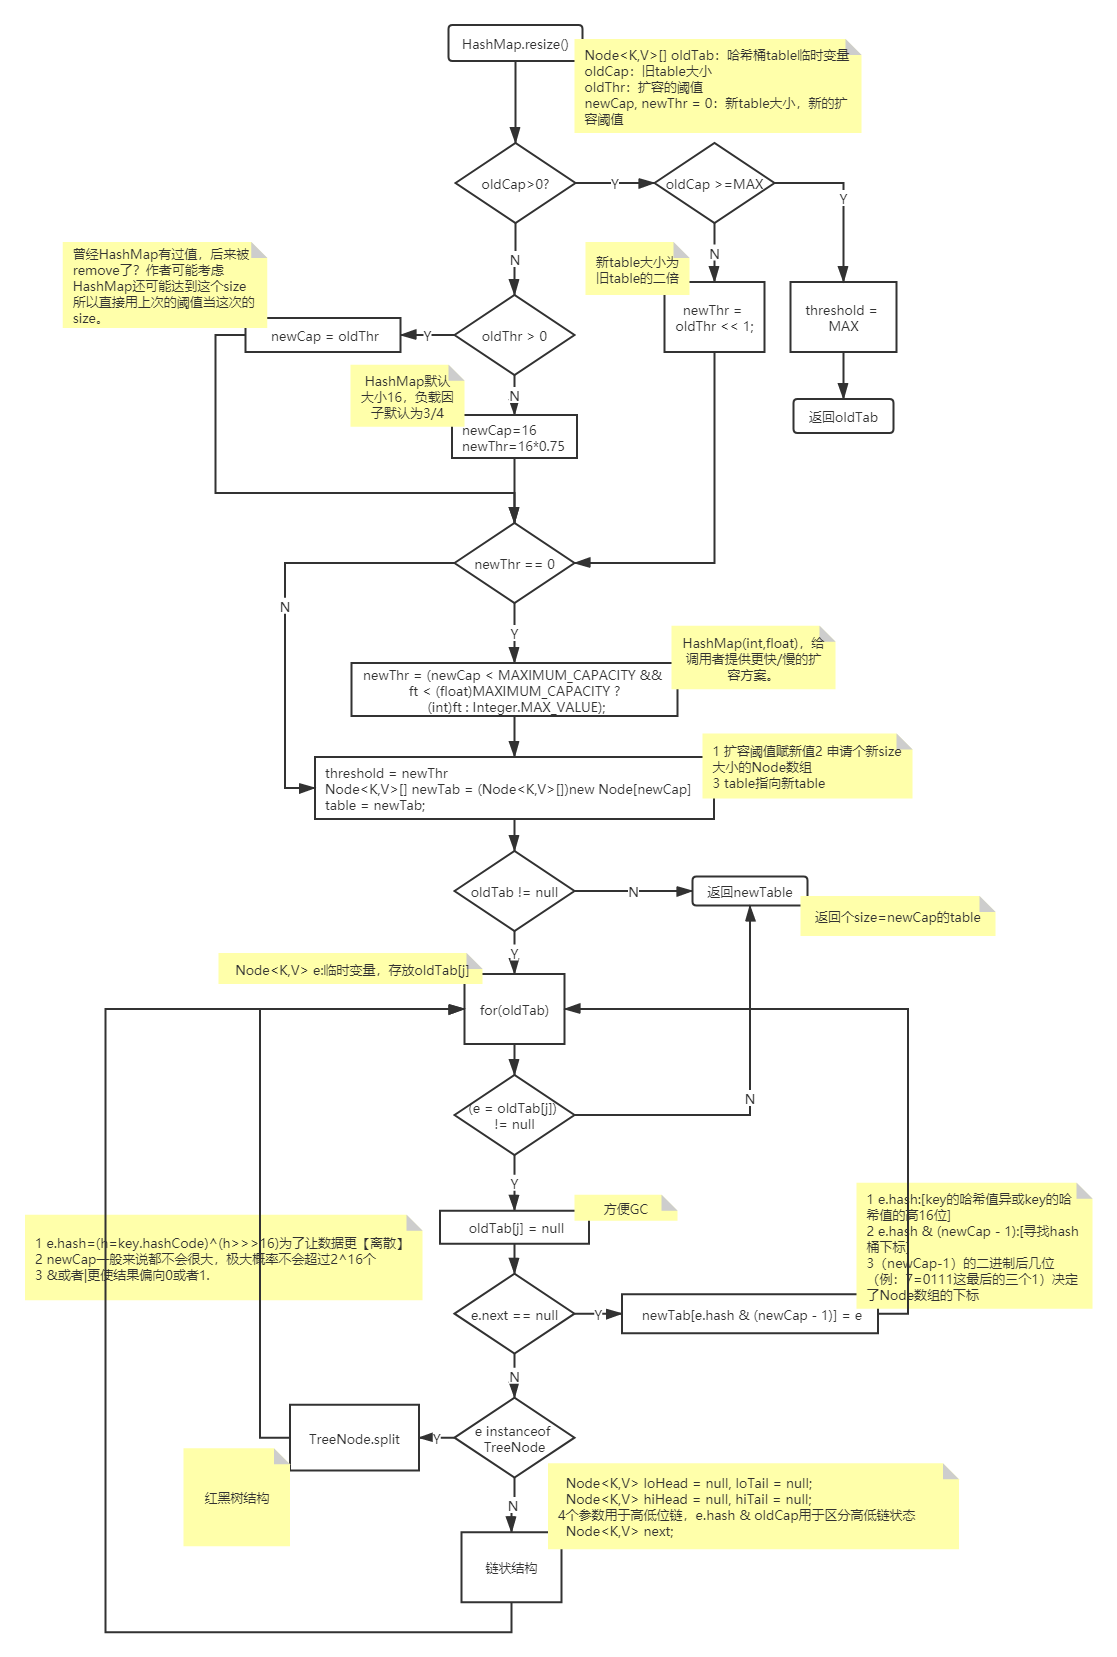 HashMap.resize()
Node<K,V>[] oldTab：哈希桶table临时变量
oldCap：旧table大小
oldThr：扩容的阈值
newCap, newThr = 0：新table大小，新的扩
容阈值
oldCap>0?
Y
oldCap >=MAX
Y
N
N
曾经HashMap有过值，后来被
remove了？作者可能考虑
HashMap还可能达到这个size
所以直接用上次的阈值当这次的
size。
新table大小为
旧table的二倍
newThr =
oldThr << 1;
threshold =
MAX
newCap = oldThr
Y
oldThr > 0
N
HashMap默认
大小16，负载因
子默认为3/4
返回oldTab
newCap=16
newThr=16*0.75
newThr == 0
N
Y
HashMap(int,float)，给
调用者提供更快/慢的扩
容方案。
newThr = (newCap < MAXIMUM_CAPACITY &&
ft < (float)MAXIMUM_CAPACITY ?
(int)ft : Integer.MAX_VALUE);
1 扩容阈值赋新值2 申请个新size
大小的Node数组
3 table指向新table
threshold = newThr
Node<K,V>[] newTab = (Node<K,V>[])new Node[newCap]
table = newTab;
oldTab != null
N
返回newTable
返回个size=newCap的table
Y
Node<K,V> e:临时变量，存放oldTab[j]
for(oldTab)
(e = oldTab[j])
!= null
N
Y
方便GC
oldTab[j] = null
1 e.hash:[key的哈希值异或key的哈
希值的高16位]
2 e.hash & (newCap - 1):[寻找hash
桶下标]
3（newCap-1）的二进制后几位
（例：7=0111这最后的三个1）决定
了Node数组的下标
1 e.hash=(h=key.hashCode)^(h>>>16)为了让数据更【离散】
2 newCap一般来说都不会很大，极大概率不会超过2^16个
3 &或者|更使结果偏向0或者1.
e.next == null
Y
newTab[e.hash & (newCap - 1)] = e
N
e instanceof
TreeNode
Y
TreeNode.split
红黑树结构
N
Node<K,V> loHead = null, loTail = null;
Node<K,V> hiHead = null, hiTail = null;
4个参数用于高低位链，e.hash & oldCap用于区分高低链状态
Node<K,V> next;
链状结构